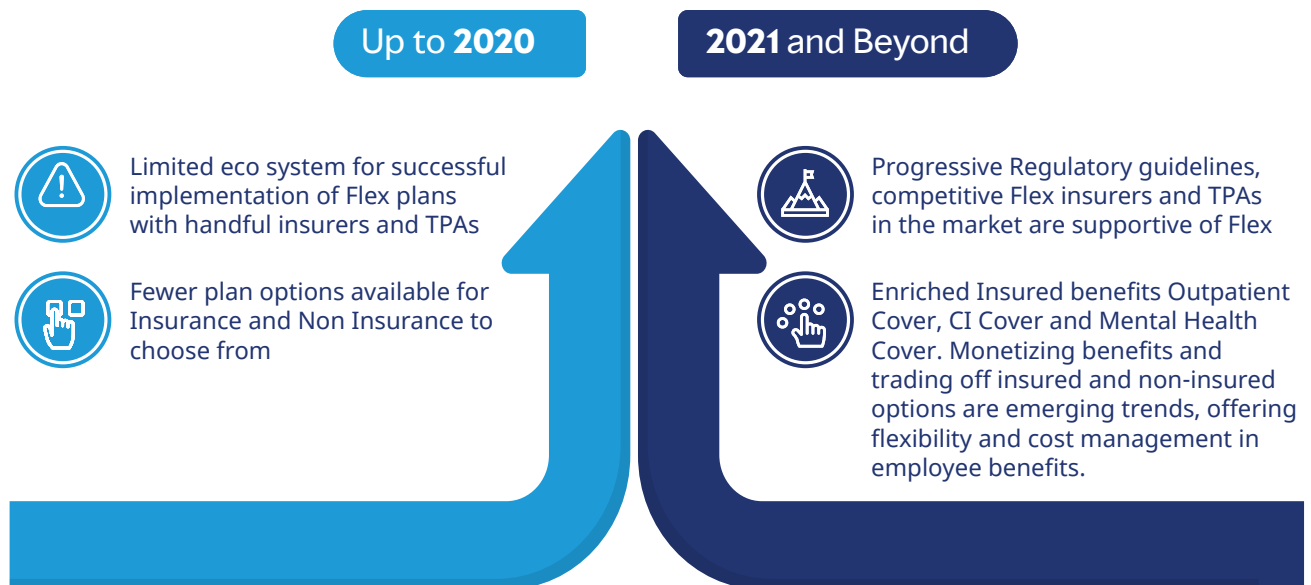 Up to 2020
2021 and Beyond
Limited eco system for successful
implementation of Flex plans
with handful insurers and TPAs
Fewer plan options available for
Insurance and Non Insurance to
choose from
Progressive Regulatory guidelines,
competitive Flex insurers and TPAs
in the market are supportive of Flex
Enriched Insured benefits Outpatient
Cover, CI Cover and Mental Health
Cover. Monetizing benefits and
trading off insured and non-insured
options are emerging trends, offering
flexibility and cost management in
employee benefits.